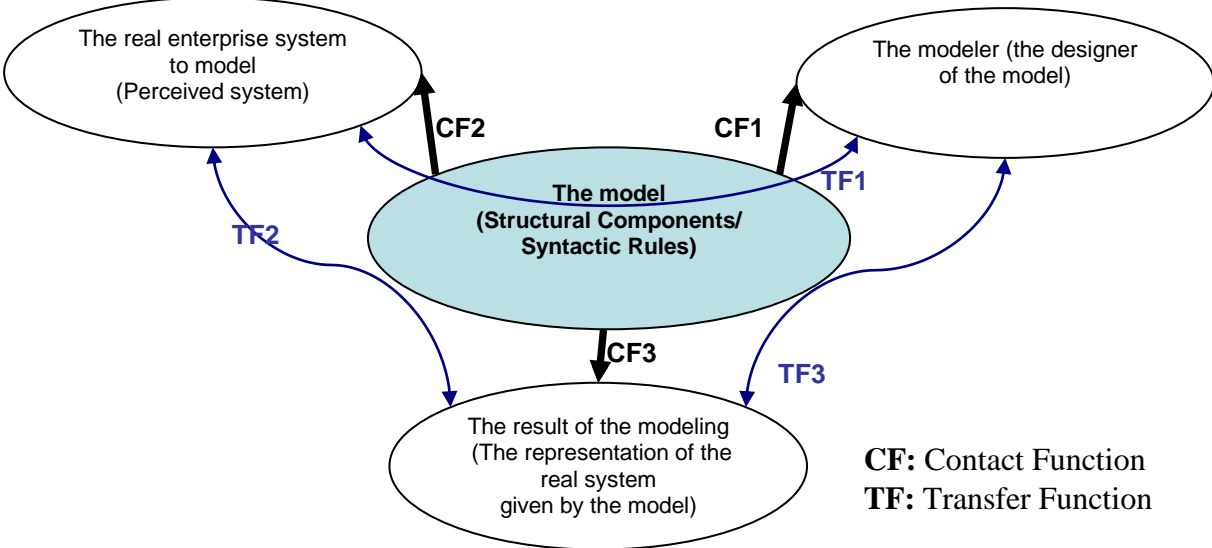 The real enterprise system
to model
(Perceived system)
The modeler (the designer
of the model)
CF2
CF1
TF1
The model
(Structural Components/
Syntactic Rules)
TF2
CF3
TF3
The result of the modeling
(The representation of the
real system
given by the model)
CF: Contact Function
TF: Transfer Function